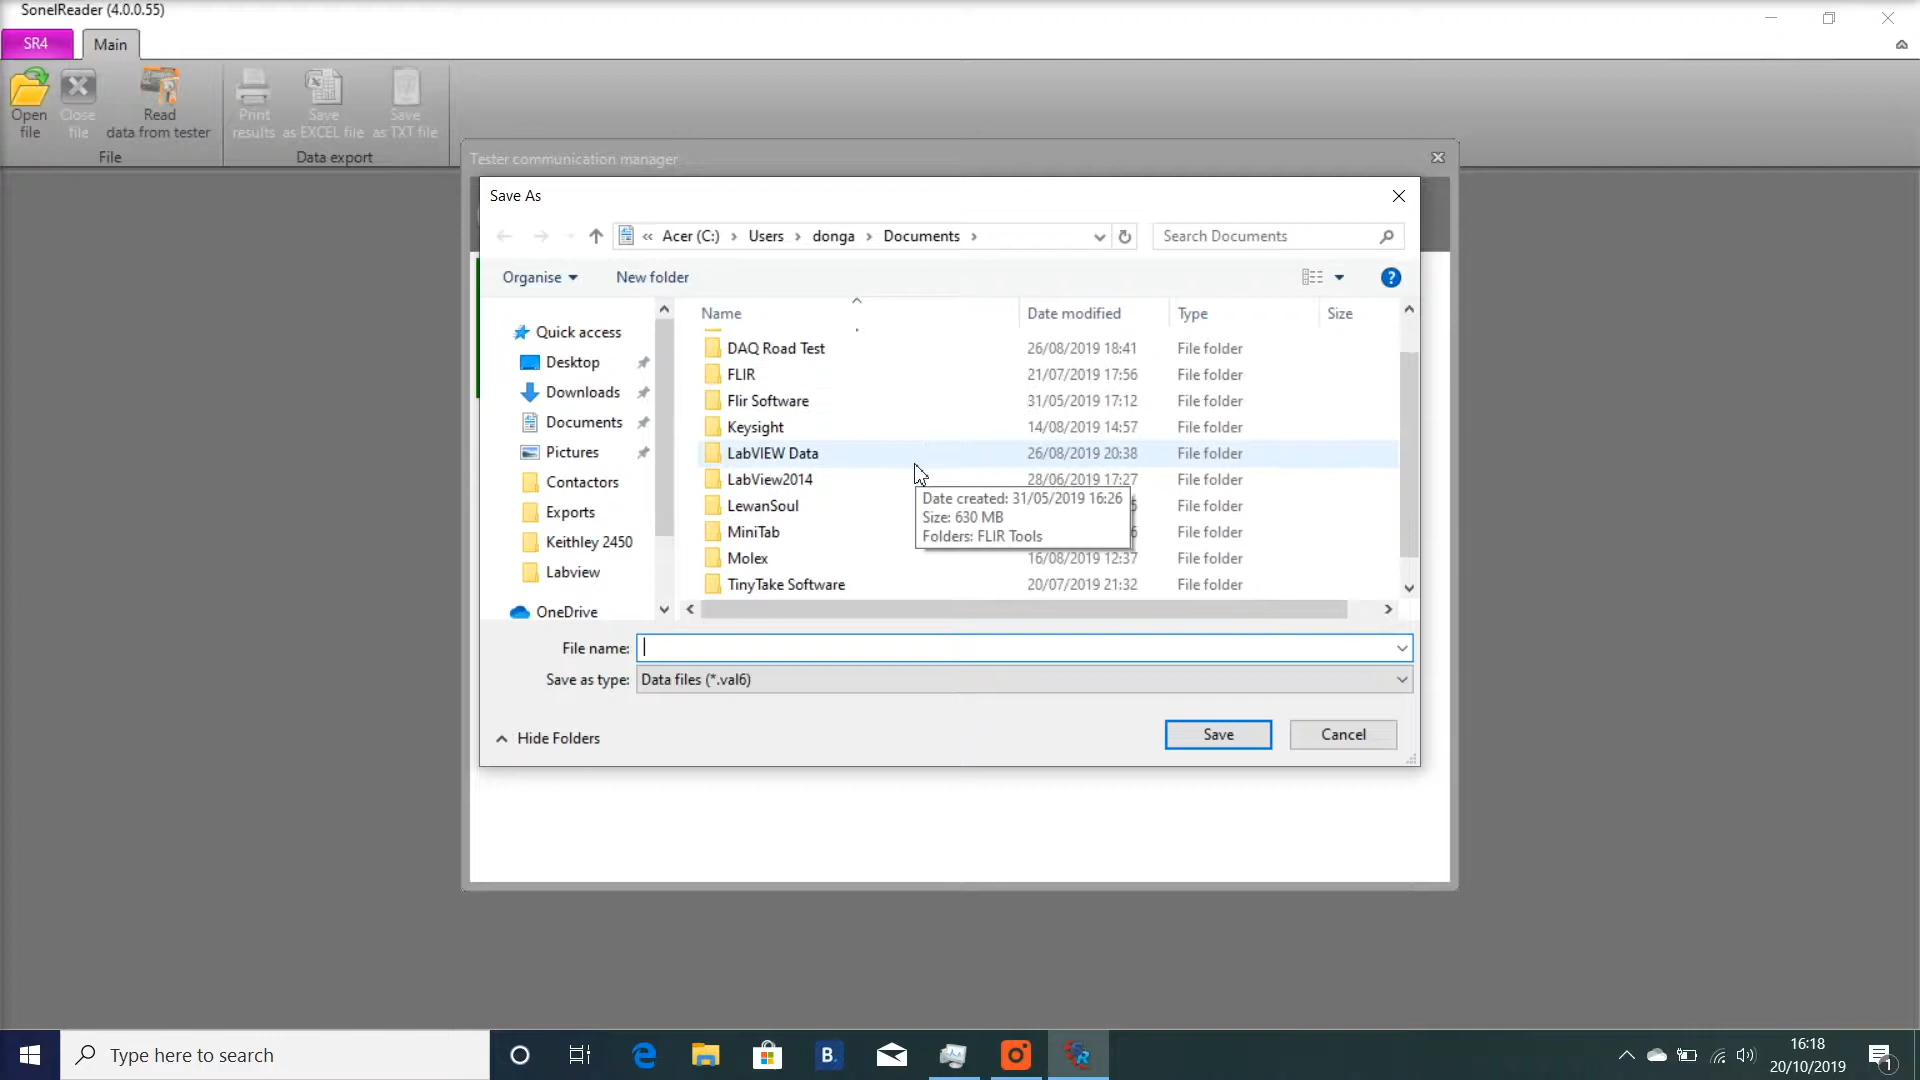 SonelReader (4.0.0.55)
SR4 Main
Open file
Close file
Read data from tester
Print results
Save as EXCEL file
Save as TXT file
File
Data export
Tester communication manager
Save As
« Acer (C:) › Users › donga › Documents ›
Search Documents
Organise
New folder
?
Name Date modified Type Size
Quick access
Desktop
Downloads
Documents
Pictures
Contactors
Exports
Keithley 2450
Labview
OneDrive
DAQ Road Test 26/08/2019 18:41 File folder
FLIR 21/07/2019 17:56 File folder
Flir Software 31/05/2019 17:12 File folder
Keysight 14/08/2019 14:57 File folder
LabVIEW Data 26/08/2019 20:38 File folder
LabView2014 28/06/2019 17:27 File folder
LewanSoul File folder
MiniTab File folder
Molex 16/08/2019 12:37 File folder
TinyTake Software 20/07/2019 21:32 File folder
Date created: 31/05/2019 16:26
Size: 630 MB
Folders: FLIR Tools
File name:
Save as type: Data files (*.val6)
Hide Folders
Save
Cancel
Type here to search
B.
16:18
20/10/2019
1